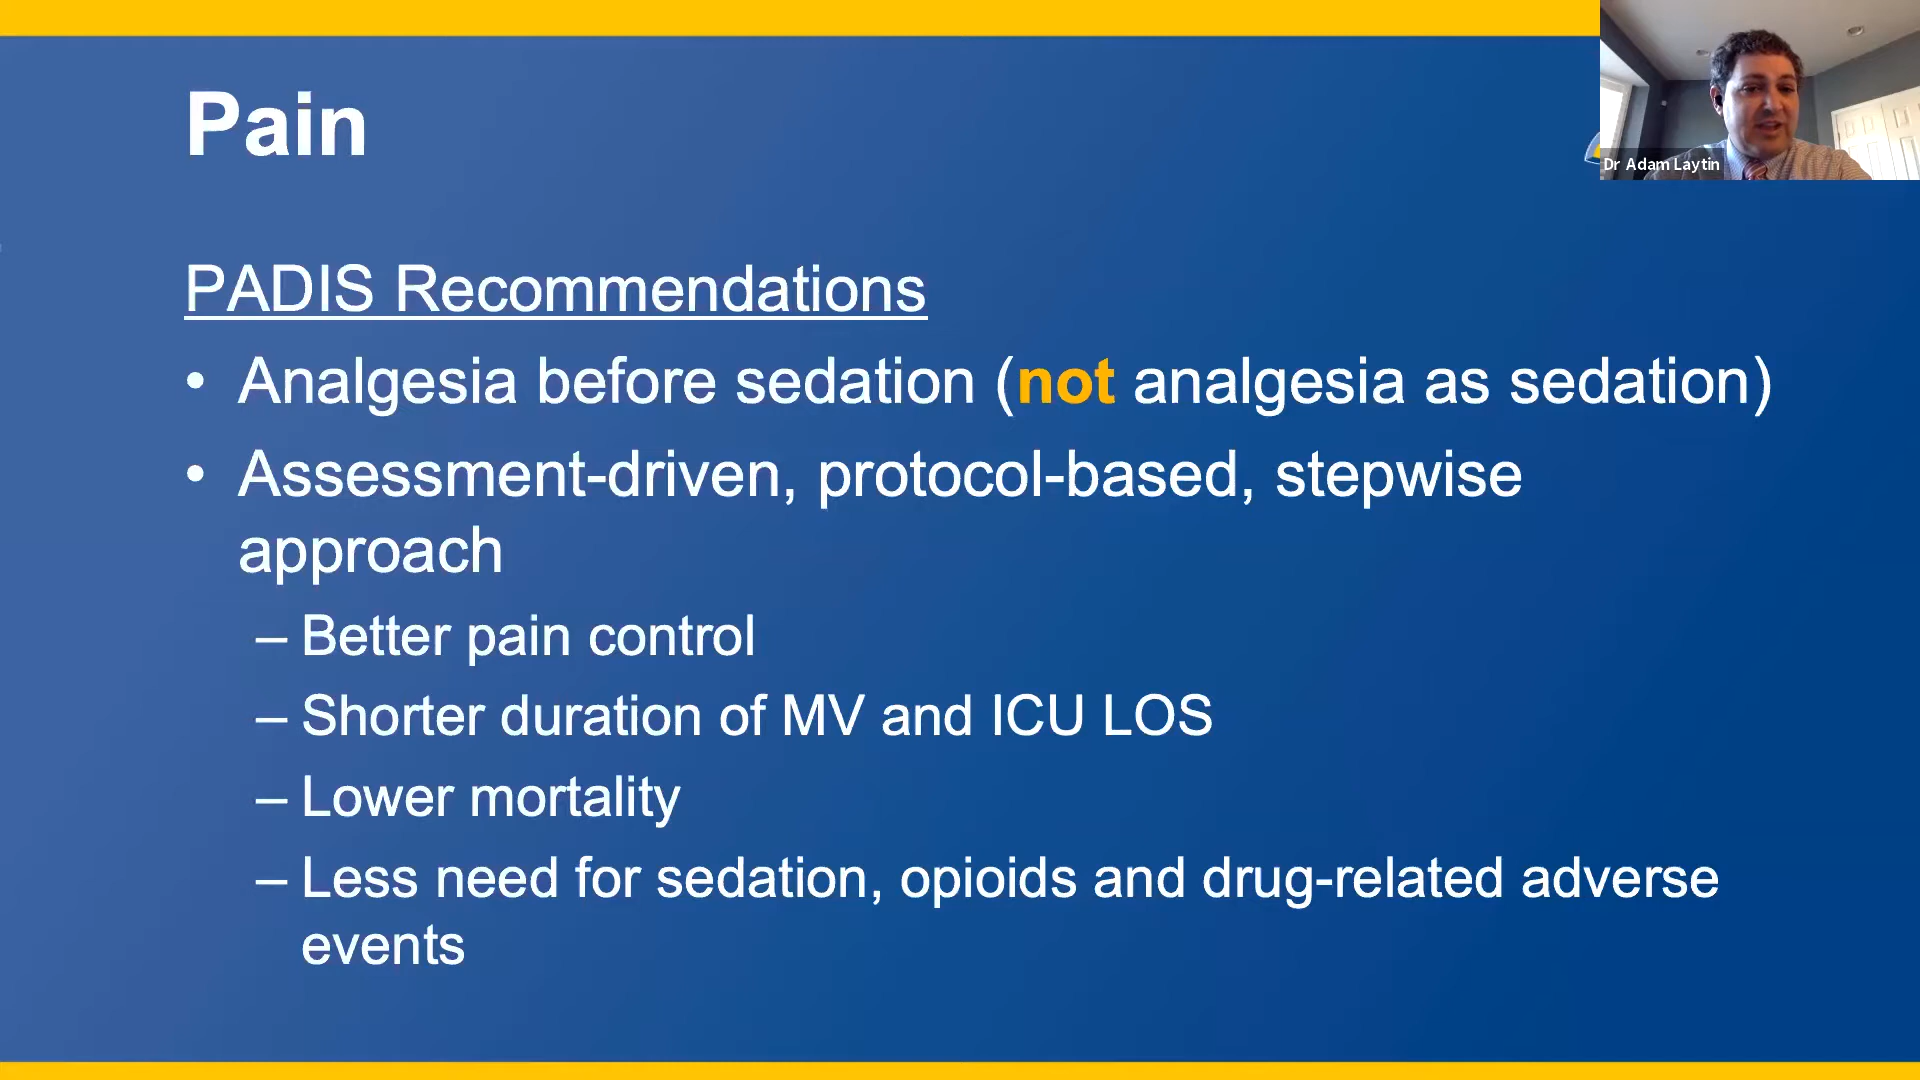 Pain
Dr Adam Laytin
PADIS Recommendations
• Analgesia before sedation (not analgesia as sedation)
• Assessment-driven, protocol-based, stepwise
approach
– Better pain control
– Shorter duration of MV and ICU LOS
– Lower mortality
– Less need for sedation, opioids and drug-related adverse
events